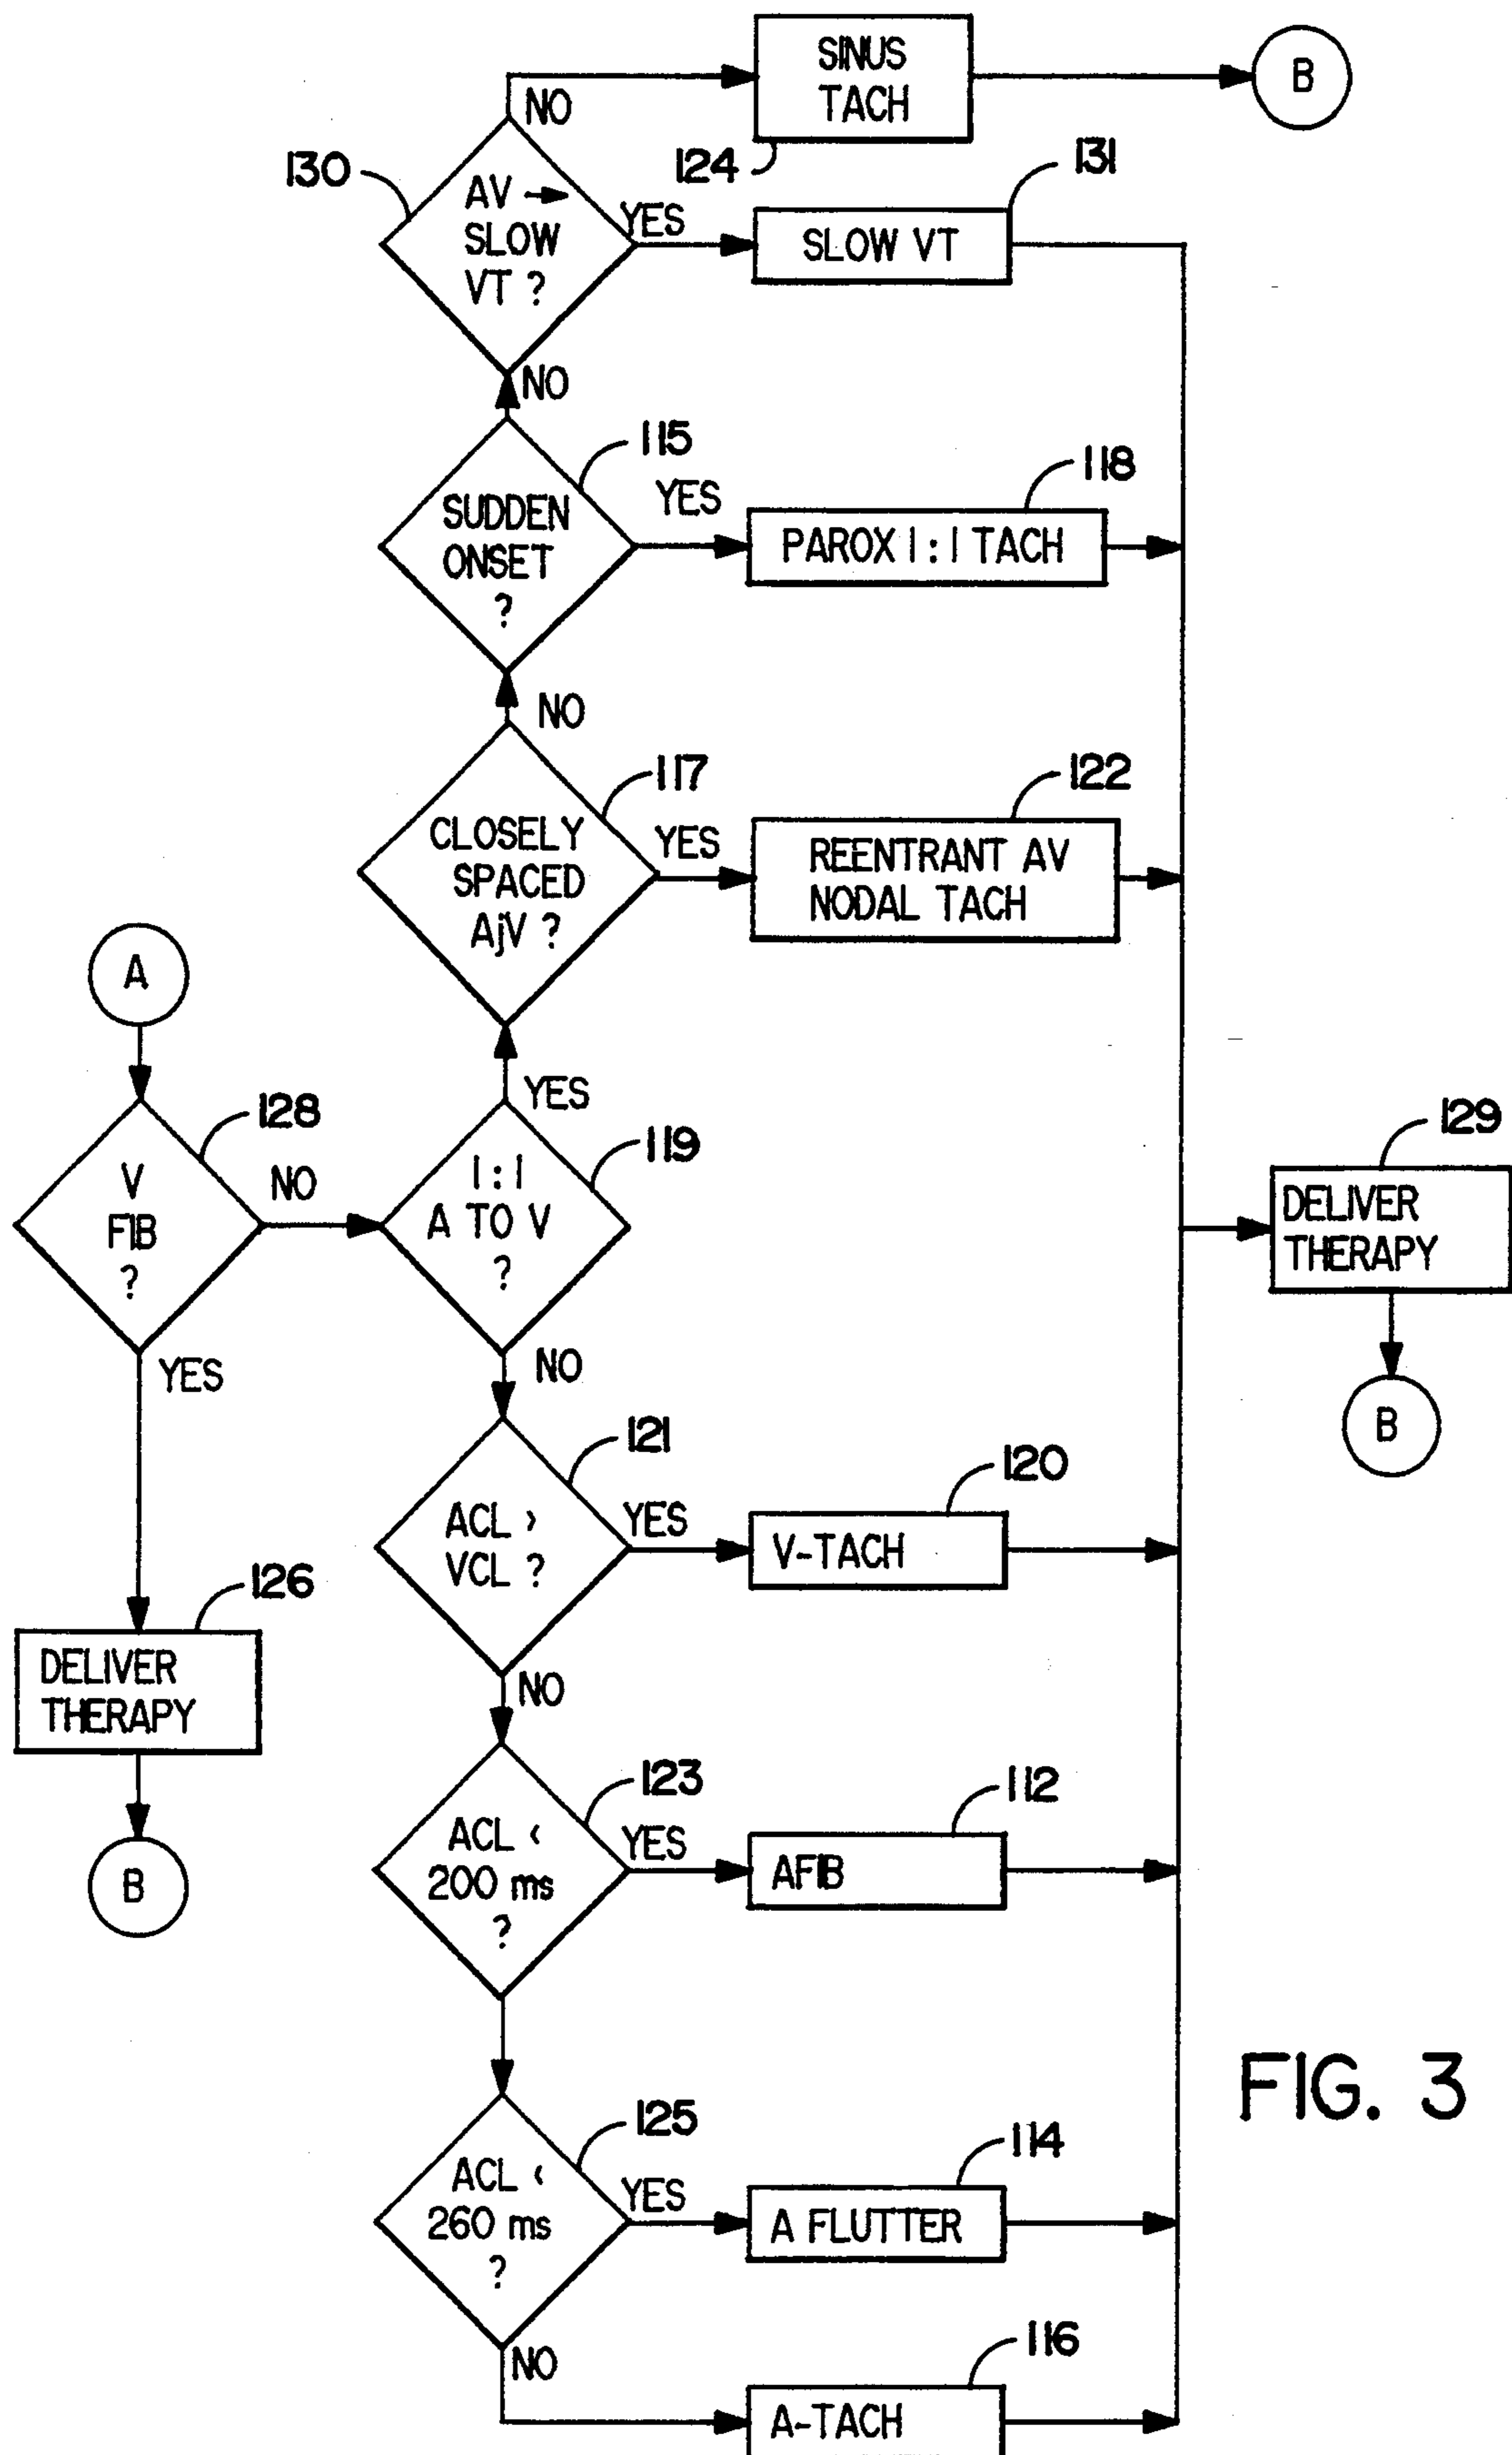 SINUS
TACH
B
NO
124
130
AV →
SLOW
VT ?
YES
131
SLOW VT
NO
115
SUDDEN
ONSET
?
YES
118
PAROX 1:1 TACH
NO
117
CLOSELY
SPACED
AjV ?
YES
122
REENTRANT AV
NODAL TACH
A
YES
128
V
FIB
?
NO
119
1:1
A TO V
?
129
DELIVER
THERAPY
B
YES
NO
121
ACL >
VCL ?
YES
120
V-TACH
126
DELIVER
THERAPY
B
NO
123
ACL <
200 ms
?
YES
112
AFIB
125
ACL <
260 ms
?
YES
114
A FLUTTER
NO
116
A-TACH
FIG. 3